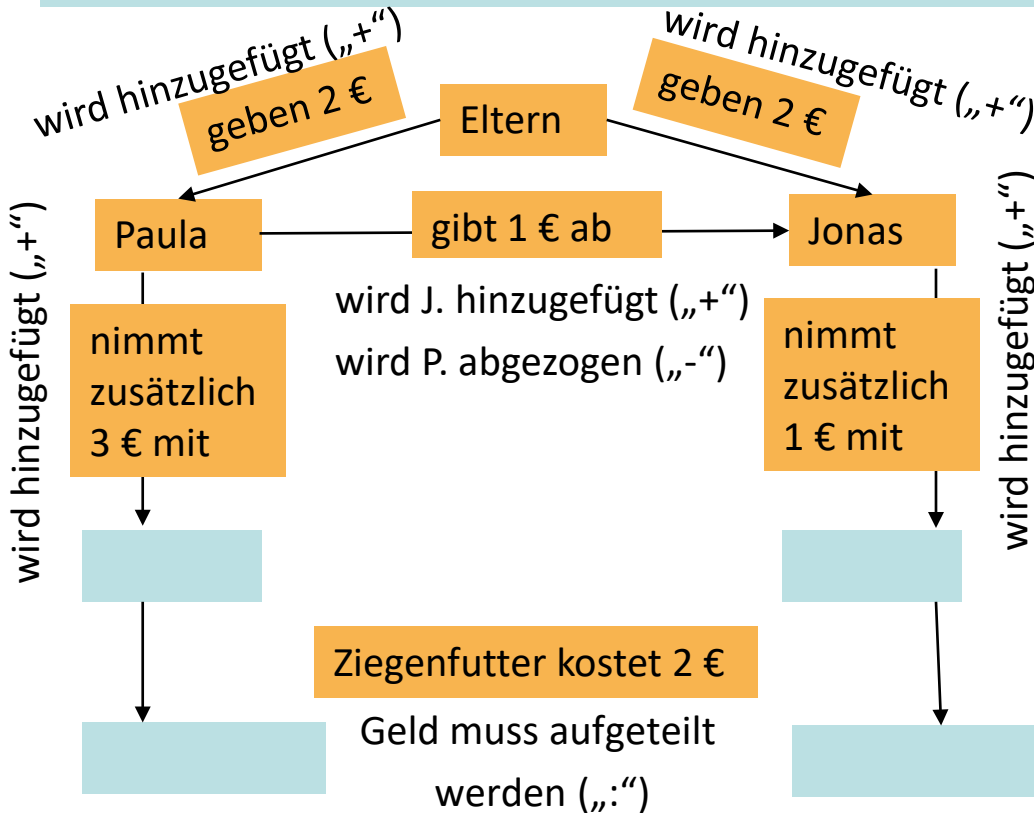 wird hinzugefügt („+“)
geben 2 €
Eltern
wird hinzugefügt („+“)
geben 2 €
Paula
gibt 1 € ab
Jonas
wird hinzugefügt („+“)
wird J. hinzugefügt („+“)
wird P. abgezogen („-“)
wird hinzugefügt („+“)
nimmt
zusätzlich
3 € mit
nimmt
zusätzlich
1 € mit
Ziegenfutter kostet 2 €
Geld muss aufgeteilt
werden („:“)